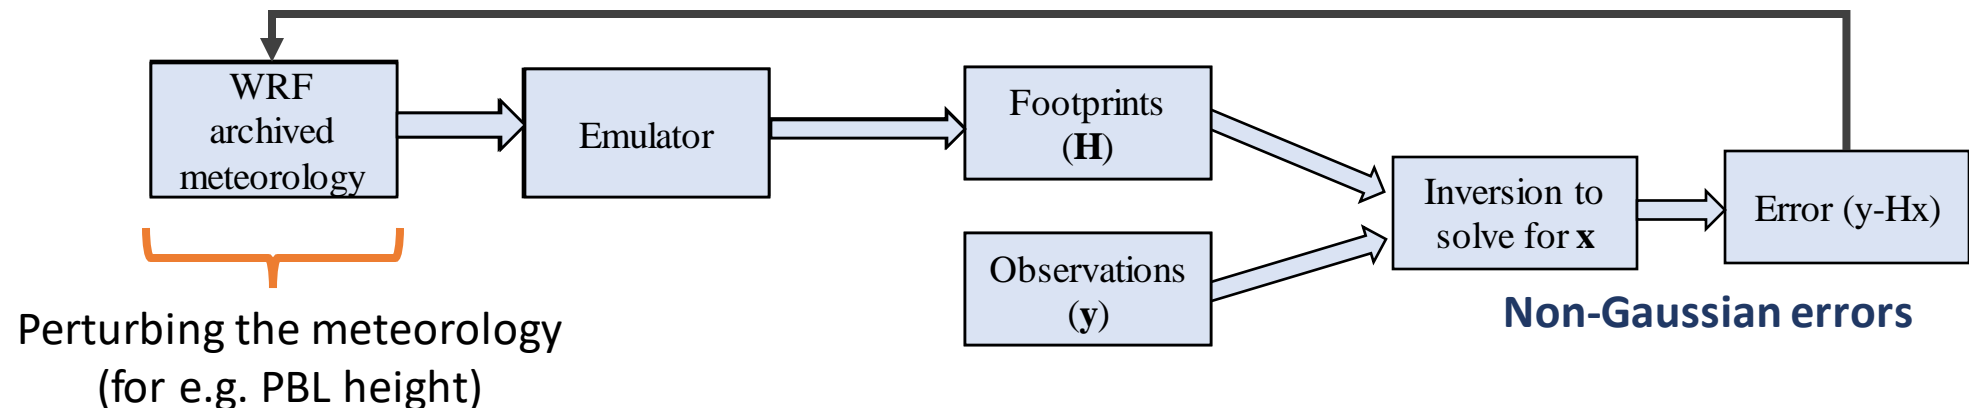 WRF
archived
meteorology
Emulator
Footprints
(H)
Observations
(y)
Inversion to
solve for x
Error (y-Hx)
Non-Gaussian errors
Perturbing the meteorology
(for e.g. PBL height)